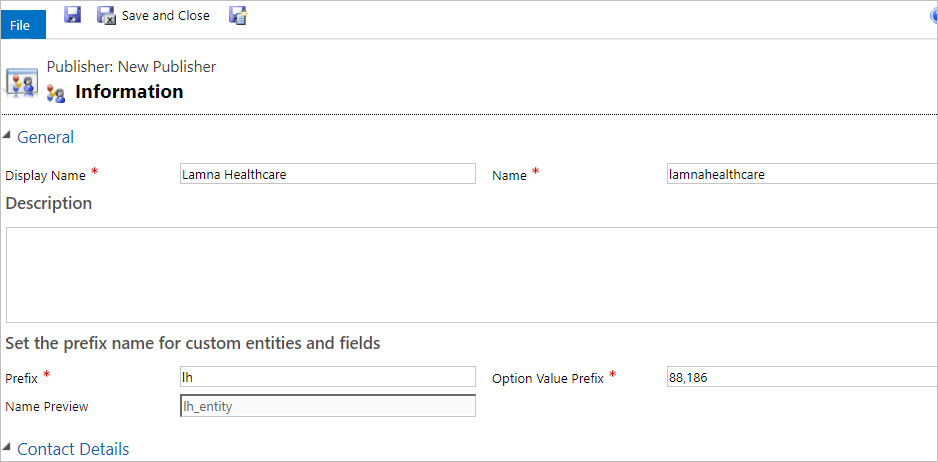 File Save and Close
Publisher: New Publisher
Information
General
Display Name * Lamna Healthcare Name * lamnahealthcare
Description
Set the prefix name for custom entities and fields
Prefix * lh Option Value Prefix * 88,186
Name Preview lh_entity
Contact Details